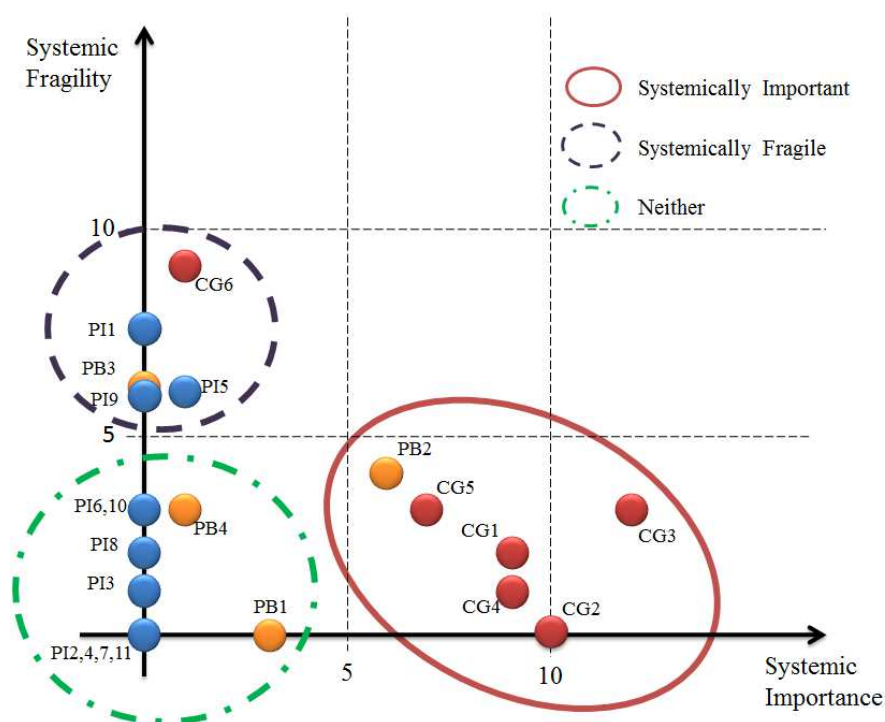 Systemic
Fragility
Systemically Important
Systemically Fragile
Neither
10
CG6
PI1
PB3
PI5
PI9
5
PB2
CG5
PI6,10
PB4
CG1
CG3
PI8
PI3
CG4
PB1
CG2
PI2,4,7,11
5
10
Systemic
Importance